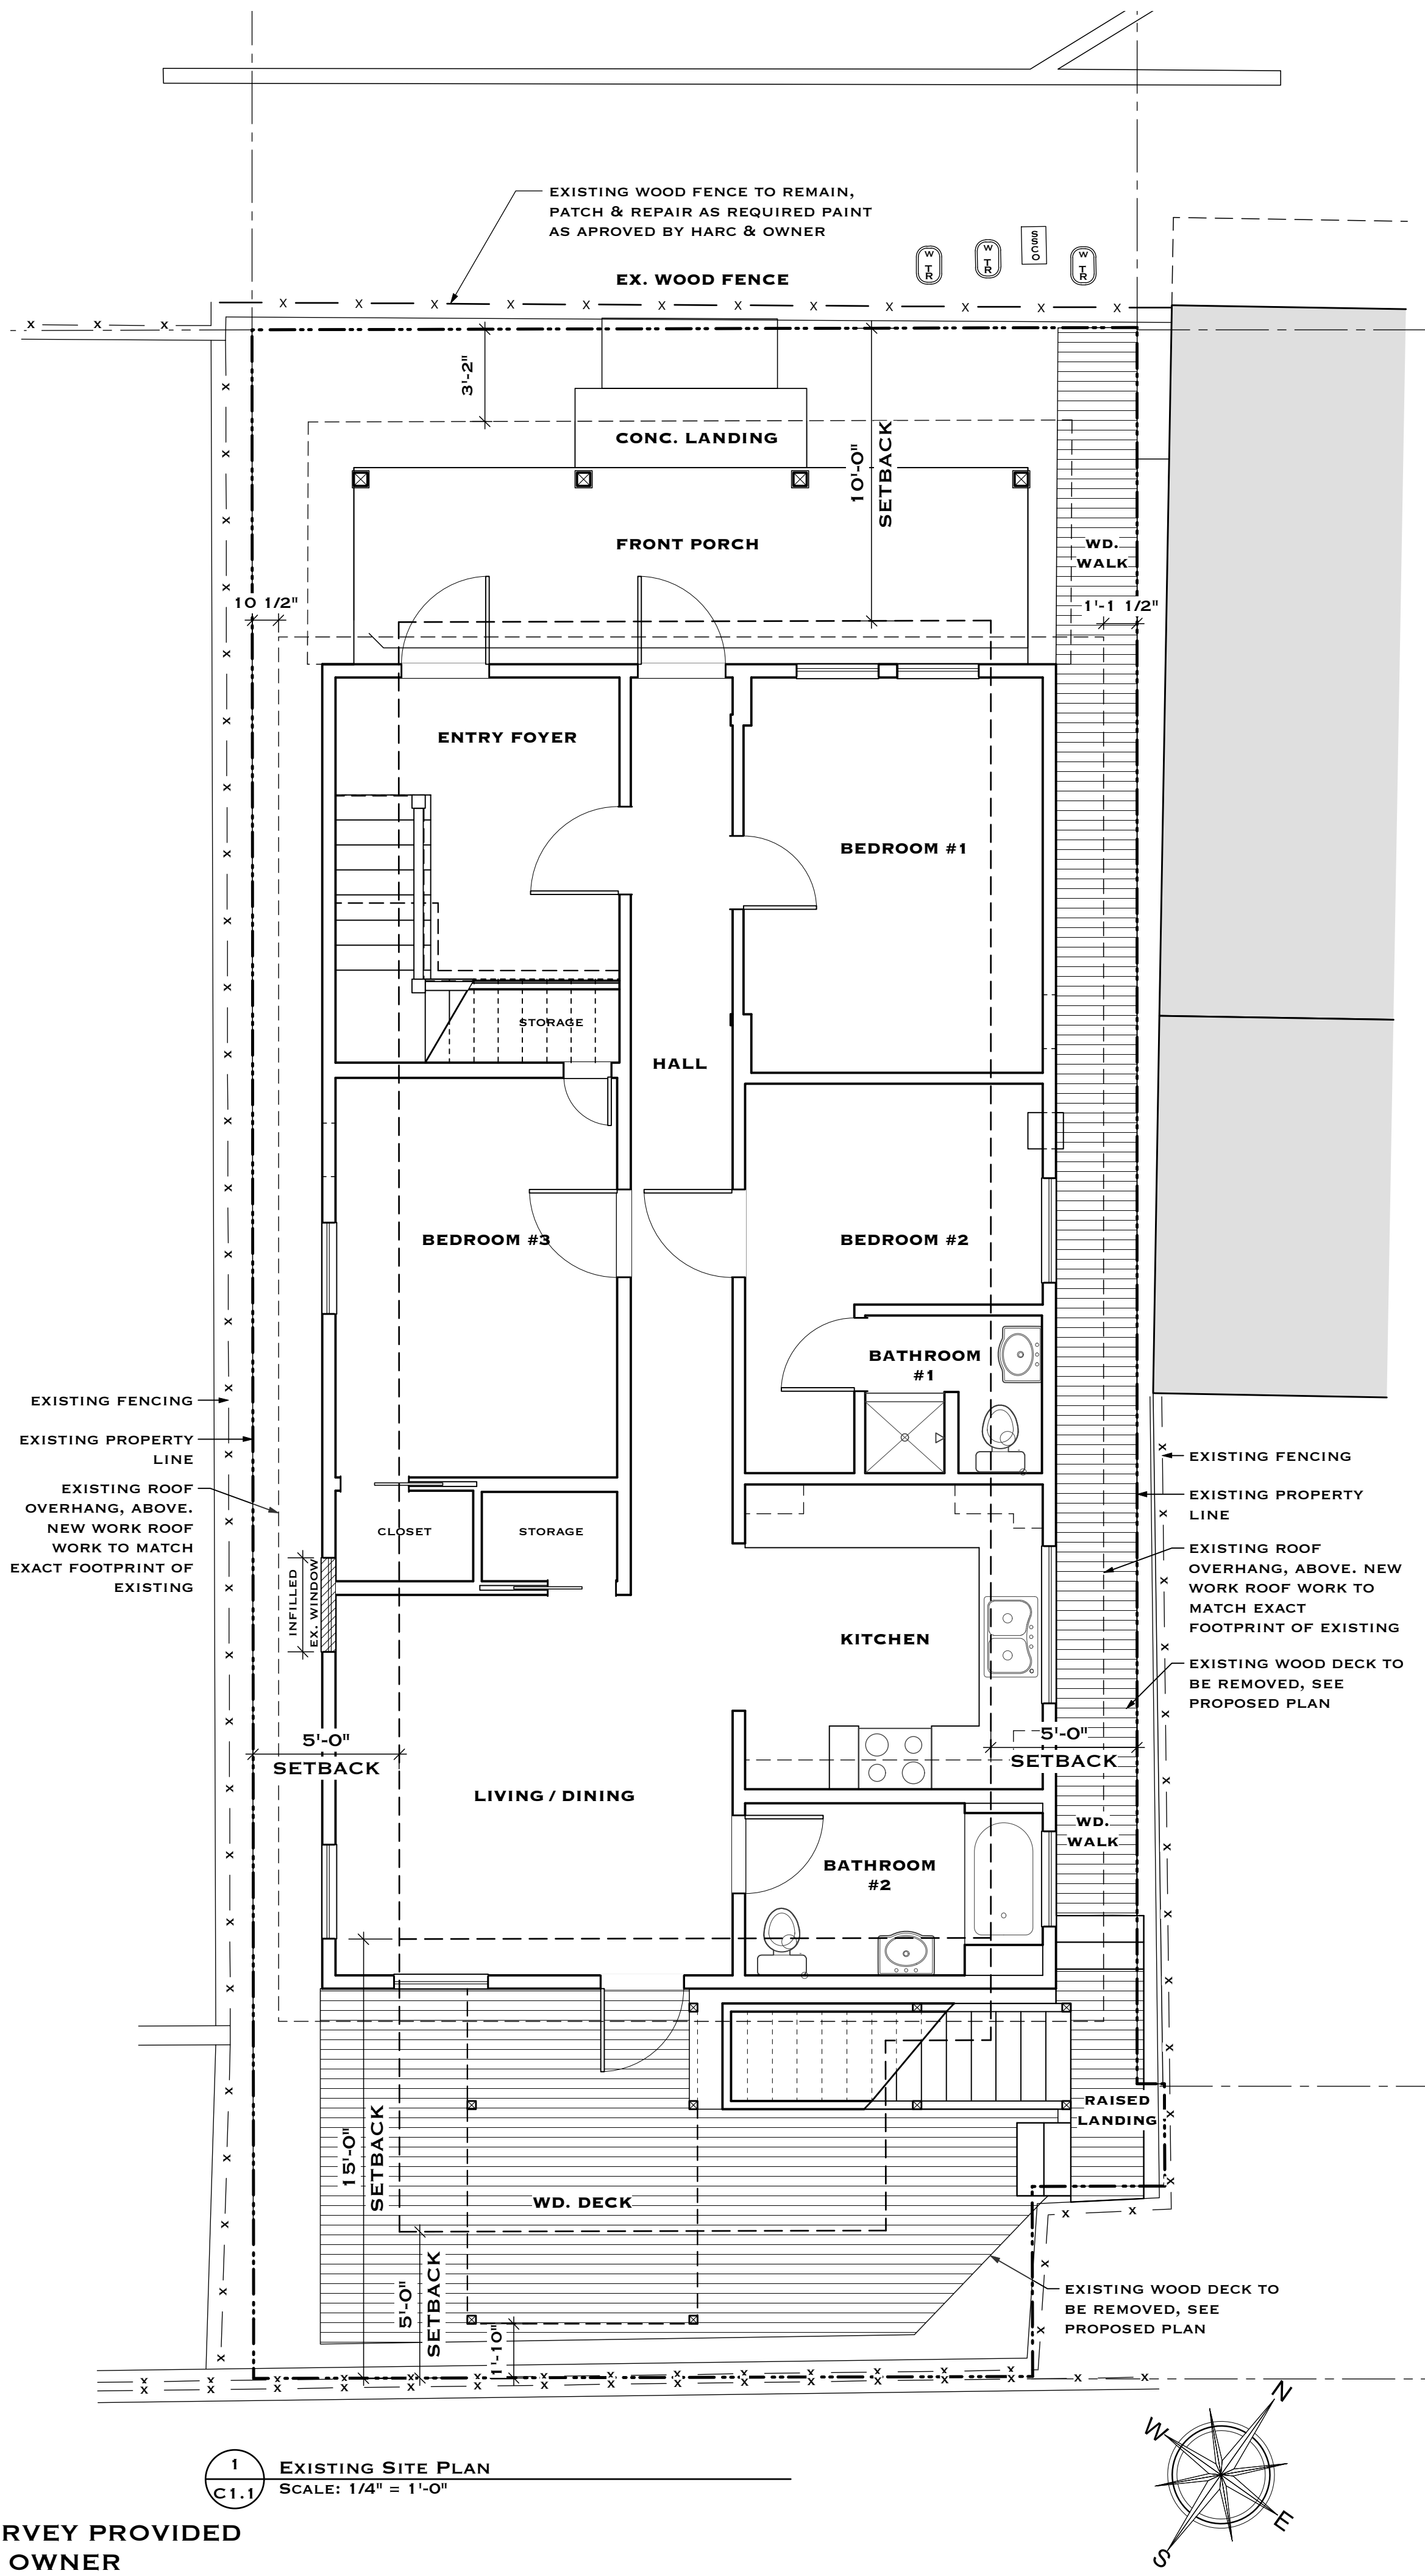 EXISTING WOOD FENCE TO REMAIN,
PATCH & REPAIR AS REQUIRED PAINT
AS APROVED BY HARC & OWNER
EX. WOOD FENCE
W
TR
W
TR
SSCO
W
TR
3'-2"
CONC. LANDING
10'-0"
SETBACK
FRONT PORCH
WD.
WALK
10 1/2"
1'-1 1/2"
ENTRY FOYER
BEDROOM #1
STORAGE
HALL
BEDROOM #3
BEDROOM #2
BATHROOM
#1
EXISTING FENCING
EXISTING PROPERTY
LINE
EXISTING ROOF
OVERHANG, ABOVE.
NEW WORK ROOF
WORK TO MATCH
EXACT FOOTPRINT OF
EXISTING
CLOSET
STORAGE
INFILLED
EX. WINDOW
EXISTING FENCING
EXISTING PROPERTY
LINE
EXISTING ROOF
OVERHANG, ABOVE. NEW
WORK ROOF WORK TO
MATCH EXACT
FOOTPRINT OF EXISTING
EXISTING WOOD DECK TO
BE REMOVED, SEE
PROPOSED PLAN
KITCHEN
5'-0"
SETBACK
5'-0"
SETBACK
LIVING / DINING
WD.
WALK
BATHROOM
#2
RAISED
LANDING
15'-0"
SETBACK
WD. DECK
5'-0"
SETBACK
1'-10"
EXISTING WOOD DECK TO
BE REMOVED, SEE
PROPOSED PLAN
N
W
E
S
1
C1.1
EXISTING SITE PLAN
SCALE: 1/4" = 1'-0"
RVEY PROVIDED
OWNER